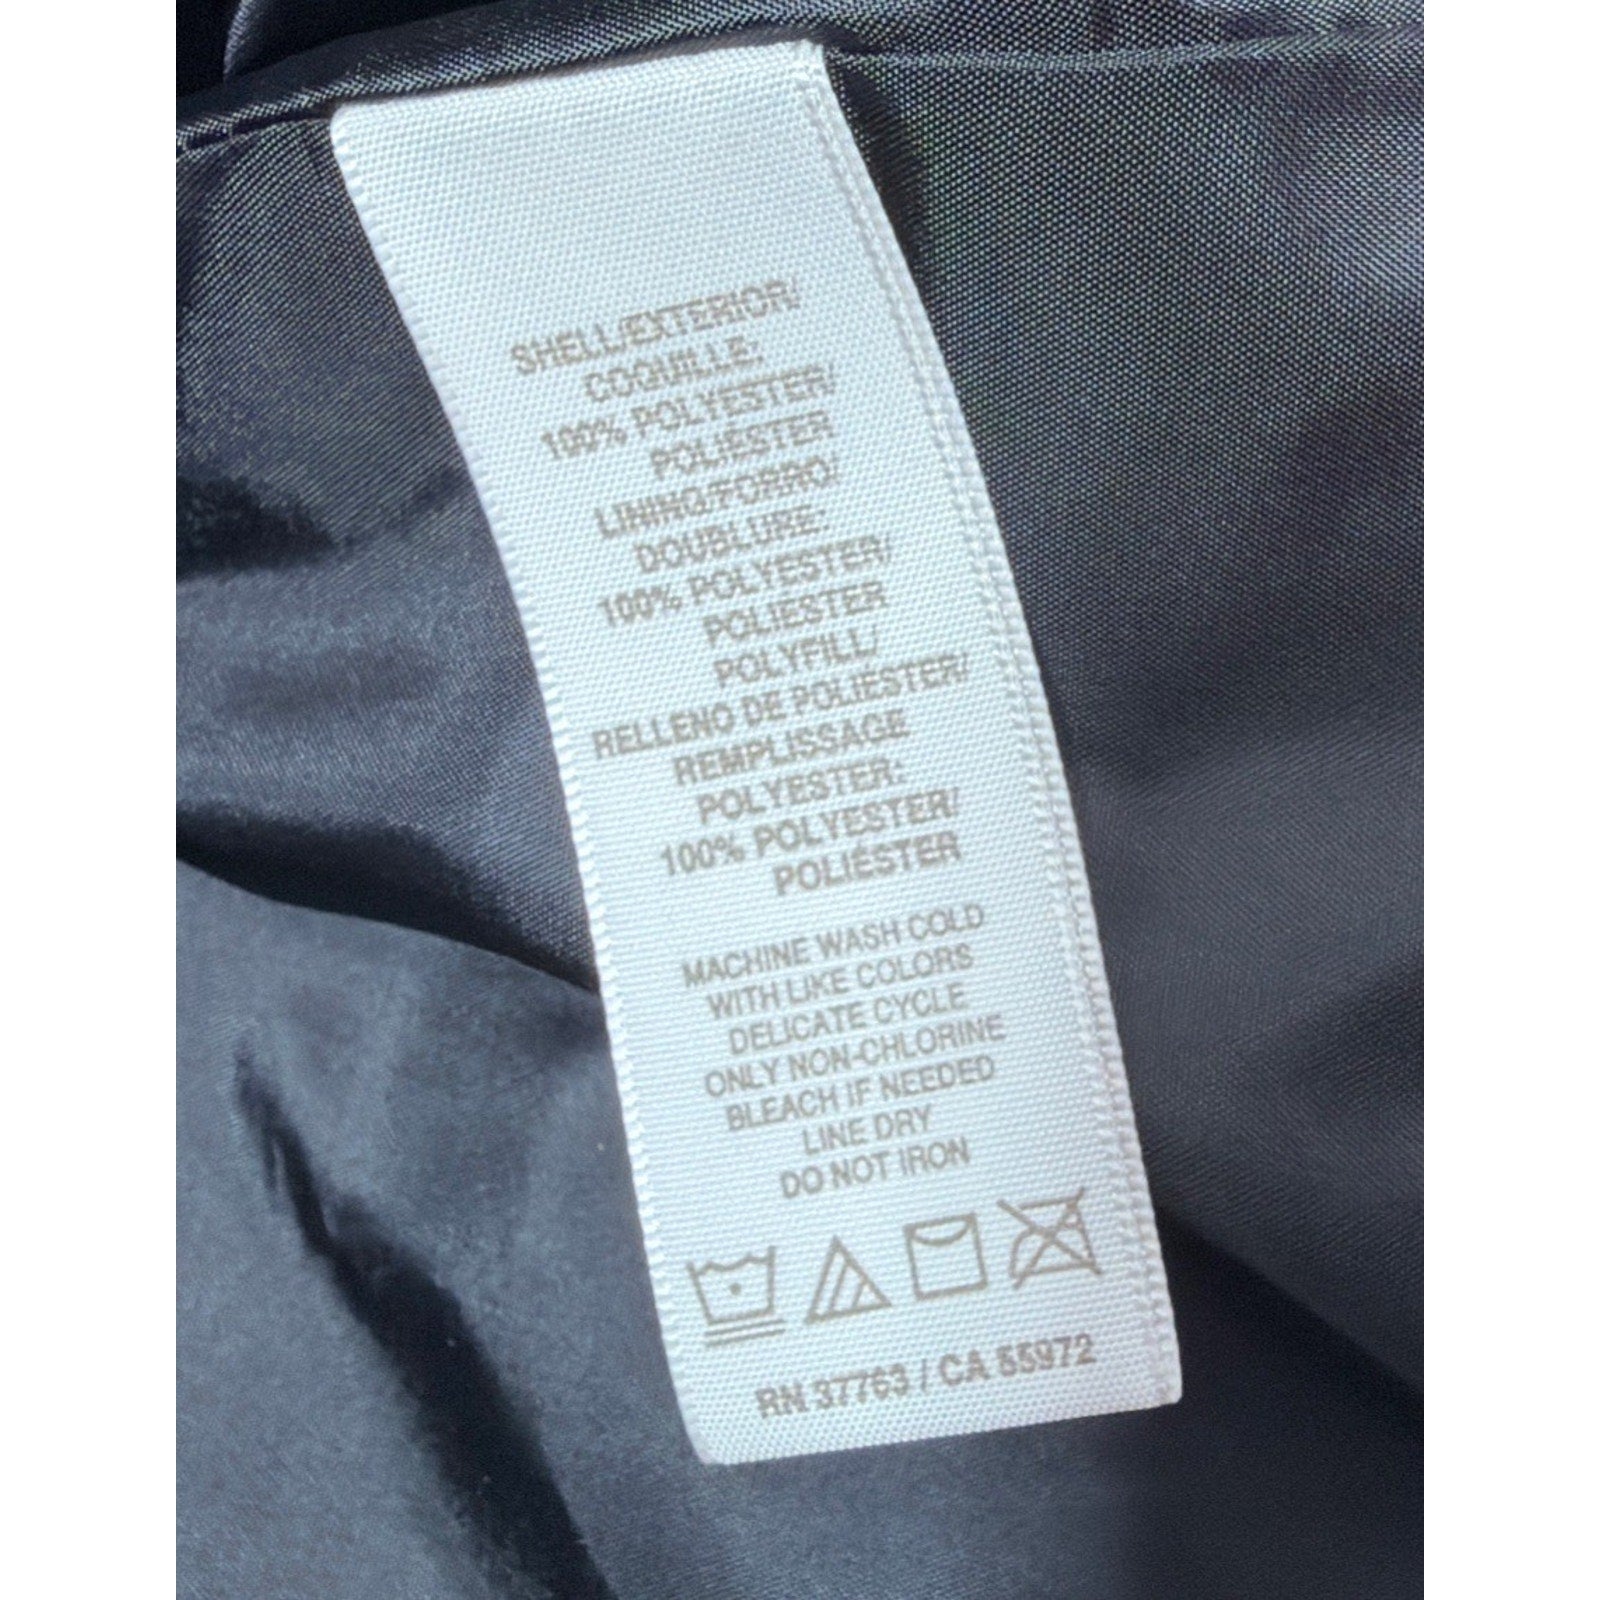 SHELL/EXTERIOR/
COQUILLE:
100% POLYESTER/
POLIÉSTER
LINING/FORRO/
DOUBLURE:
100% POLYESTER/
POLIÉSTER
POLYFILL/
RELLENO DE POLIÉSTER/
REMPLISSAGE
POLYESTER:
100% POLYESTER/
POLIÉSTER
MACHINE WASH COLD
WITH LIKE COLORS
DELICATE CYCLE
ONLY NON-CHLORINE
BLEACH IF NEEDED
LINE DRY
DO NOT IRON
RN 37763 / CA 55972